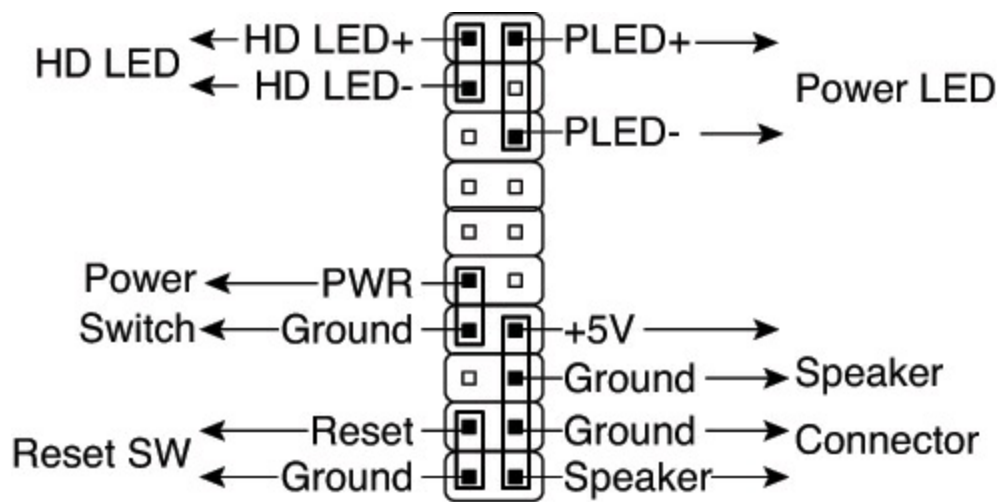 HD LED+ PLED+
HD LED
HD LED- Power LED
PLED-
Power PWR
Switch Ground +5V
Ground Speaker
Reset Ground
Reset SW Connector
Ground Speaker